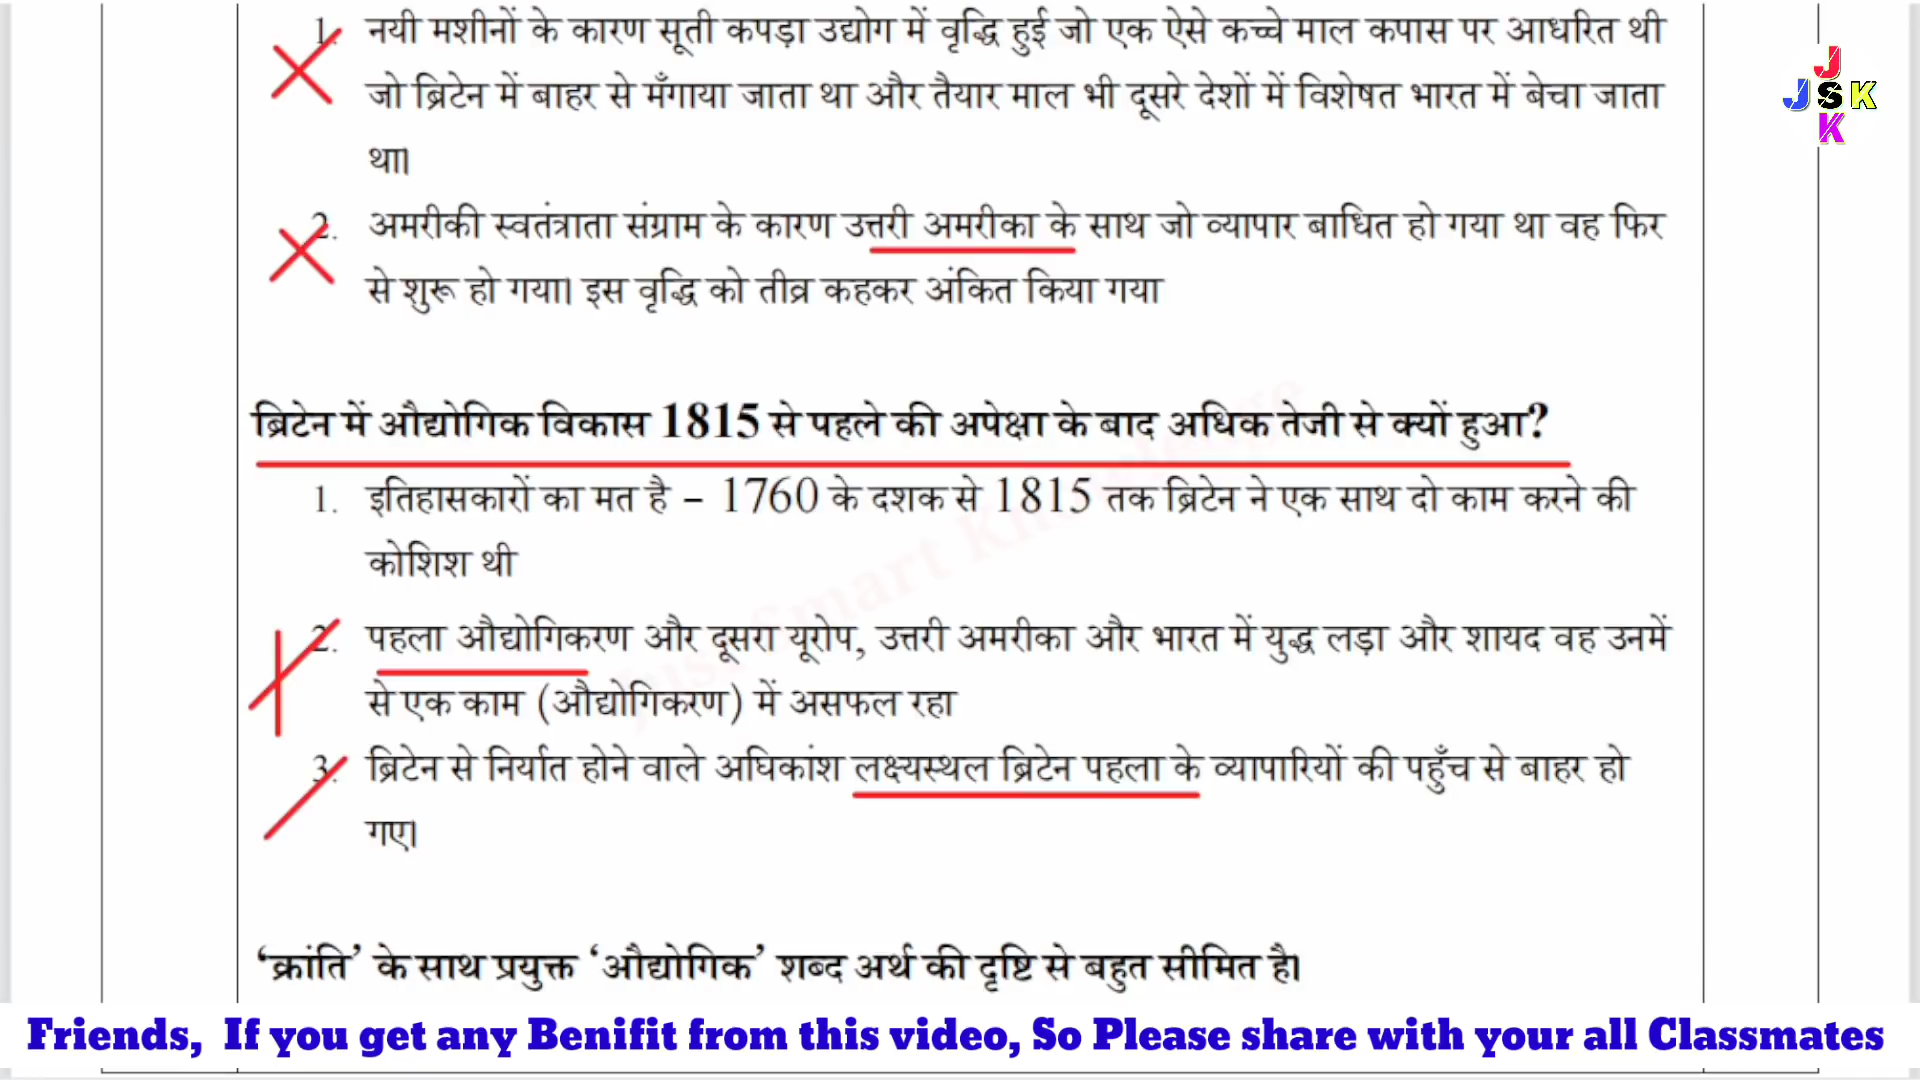 1. नयी मशीनों के कारण सूती कपड़ा उद्योग में वृद्धि हुई जो एक ऐसे कच्चे माल कपास पर आधरित थी
जो ब्रिटेन में बाहर से मँगाया जाता था और तैयार माल भी दूसरे देशों में विशेषत भारत में बेचा जाता
था।
2. अमरीकी स्वतंत्राता संग्राम के कारण उत्तरी अमरीका के साथ जो व्यापार बाधित हो गया था वह फिर
से शुरू हो गया। इस वृद्धि को तीव्र कहकर अंकित किया गया
ब्रिटेन में औद्योगिक विकास 1815 से पहले की अपेक्षा के बाद अधिक तेजी से क्यों हुआ?
1. इतिहासकारों का मत है – 1760 के दशक से 1815 तक ब्रिटेन ने एक साथ दो काम करने की
कोशिश थी
2. पहला औद्योगिकरण और दूसरा यूरोप, उत्तरी अमरीका और भारत में युद्ध लड़ा और शायद वह उनमें
से एक काम (औद्योगिकरण) में असफल रहा
3. ब्रिटेन से निर्यात होने वाले अधिकांश लक्ष्यस्थल ब्रिटेन पहला के व्यापारियों की पहुँच से बाहर हो
गए।
‘क्रांति’ के साथ प्रयुक्त ‘औद्योगिक’ शब्द अर्थ की दृष्टि से बहुत सीमित है।
Friends, If you get any Benifit from this video, So Please share with your all Classmates
J
J S K
K